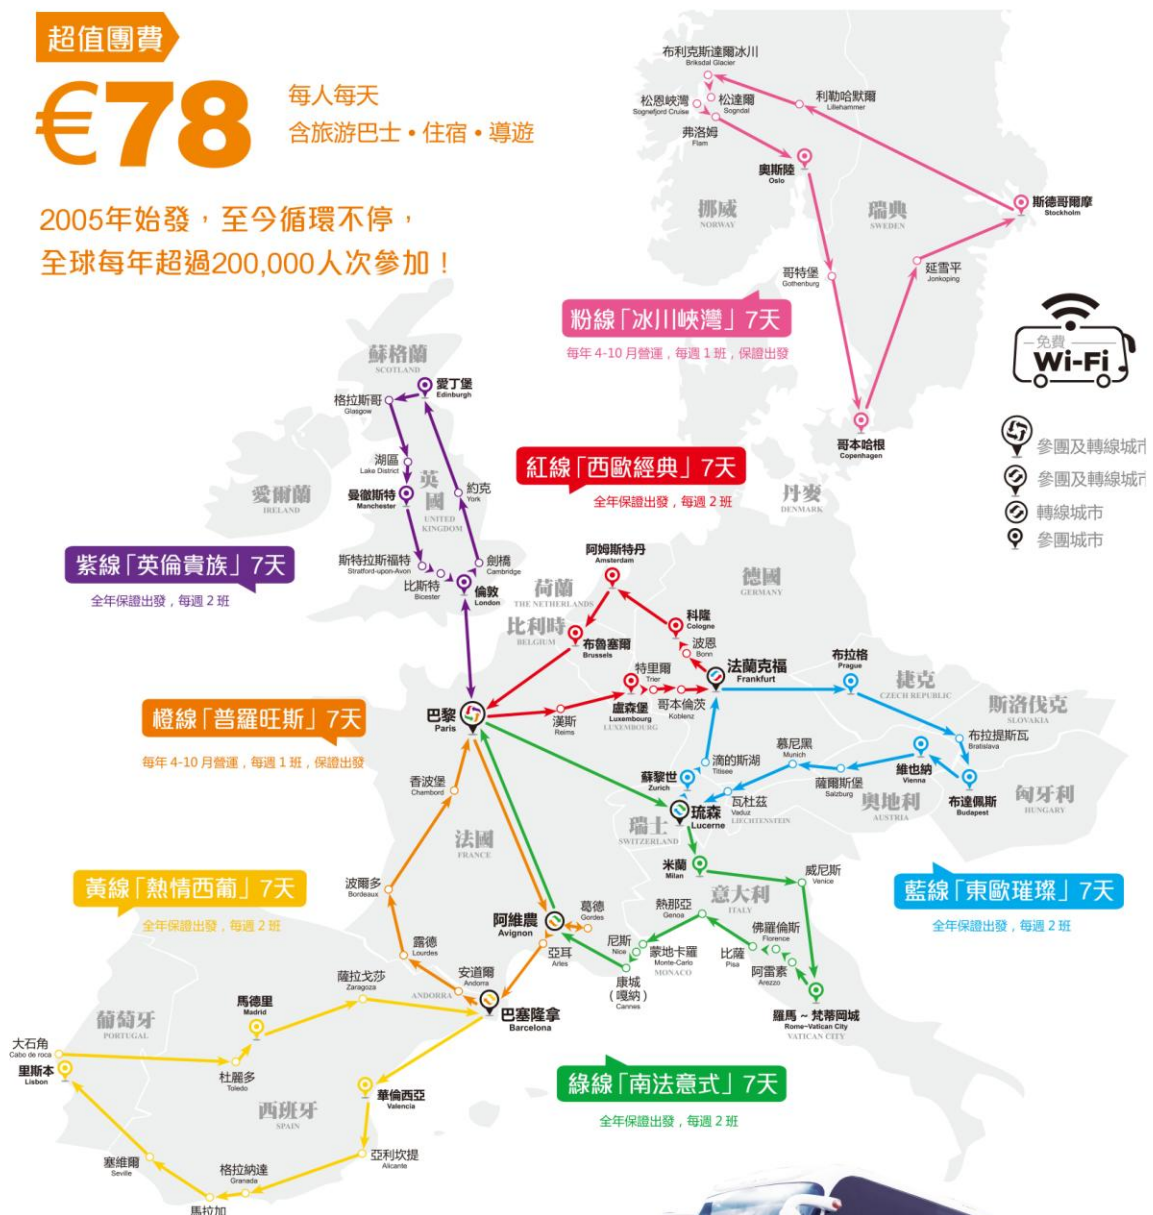 超值團費
€78
每人每天
含旅游巴士 • 住宿 • 導遊
2005年始發，至今循環不停，
全球每年超過200,000人次參加！
布利克斯達爾冰川
Briksdal Glacier
松恩峽灣
Sognefjord Cruise
松達爾
Sogndal
利勒哈默爾
Lillehammer
弗洛姆
Flam
奧斯陸
Oslo
挪威
NORWAY
瑞典
SWEDEN
斯德哥爾摩
Stockholm
哥特堡
Gothenburg
延雪平
Jonkoping
粉線「冰川峽灣」7天
每年 4-10 月營運，每週 1 班，保證出發
免費
Wi-Fi
哥本哈根
Copenhagen
參團及轉線城市
參團及轉線城市
轉線城市
參團城市
蘇格蘭
SCOTLAND
愛丁堡
Edinburgh
格拉斯哥
Glasgow
湖區
Lake District
英
國
UNITED
KINGDOM
愛爾蘭
IRELAND
曼徹斯特
Manchester
約克
York
紅線「西歐經典」7天
全年保證出發，每週 2 班
丹麥
DENMARK
紫線「英倫貴族」7天
全年保證出發，每週 2 班
斯特拉斯福特
Stratford-upon-Avon
比斯特
Bicester
劍橋
Cambridge
倫敦
London
阿姆斯特丹
Amsterdam
荷蘭
THE NETHERLANDS
德國
GERMANY
比利時
BELGIUM
布魯塞爾
Brussels
科隆
Cologne
波恩
Bonn
特里爾
Trier
法蘭克福
Frankfurt
布拉格
Prague
捷克
CZECH REPUBLIC
斯洛伐克
SLOVAKIA
橙線「普羅旺斯」7天
每年 4-10 月營運，每週 1 班，保證出發
巴黎
Paris
漢斯
Reims
盧森堡
Luxembourg
LUXEMBOURG
哥本倫茨
Koblenz
布拉提斯瓦
Bratislava
香波堡
Chambord
蘇黎世
Zurich
滴的斯湖
Titisee
慕尼黑
Munich
維也納
Vienna
薩爾斯堡
Salzburg
布達佩斯
Budapest
匈牙利
HUNGARY
奧地利
AUSTRIA
瓦杜茲
Vaduz
LIECHTENSTEIN
琉森
Lucerne
瑞士
SWITZERLAND
法國
FRANCE
黃線「熱情西葡」7天
全年保證出發，每週 2 班
波爾多
Bordeaux
米蘭
Milan
威尼斯
Venice
意大利
ITALY
藍線「東歐璀璨」7天
全年保證出發，每週 2 班
阿維農
Avignon
葛德
Gordes
熱那亞
Genoa
佛羅倫斯
Florence
露德
Lourdes
亞耳
Arles
尼斯
Nice
蒙地卡羅
Monte-Carlo
MONACO
比薩
Pisa
阿雷素
Arezzo
薩拉戈莎
Zaragoza
安道爾
Andorra
ANDORRA
康城
（嘎納）
Cannes
巴塞隆拿
Barcelona
羅馬 ~ 梵蒂岡城
Rome~Vatican City
VATICAN CITY
馬德里
Madrid
葡萄牙
PORTUGAL
大石角
Cabo de roca
里斯本
Lisbon
杜麗多
Toledo
華倫西亞
Valencia
綠線「南法意式」7天
全年保證出發，每週 2 班
西班牙
SPAIN
塞維爾
Seville
格拉納達
Granada
亞利坎提
Alicante
馬拉加